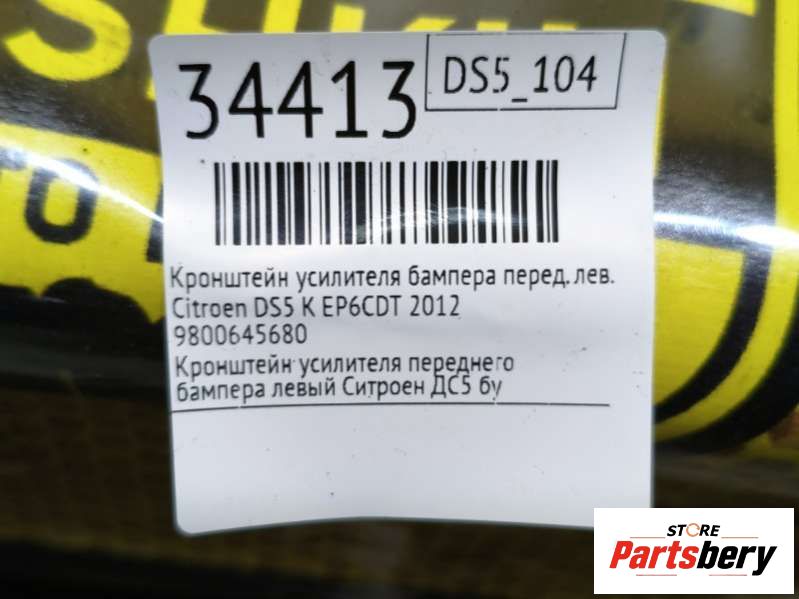 34413
DS5_104
Кронштейн усилителя бампера перед. лев.
Citroen DS5 K EP6CDT 2012
9800645680
Кронштейн усилителя переднего
бампера левый Ситроен ДС5 бу
STORE
Partsbery